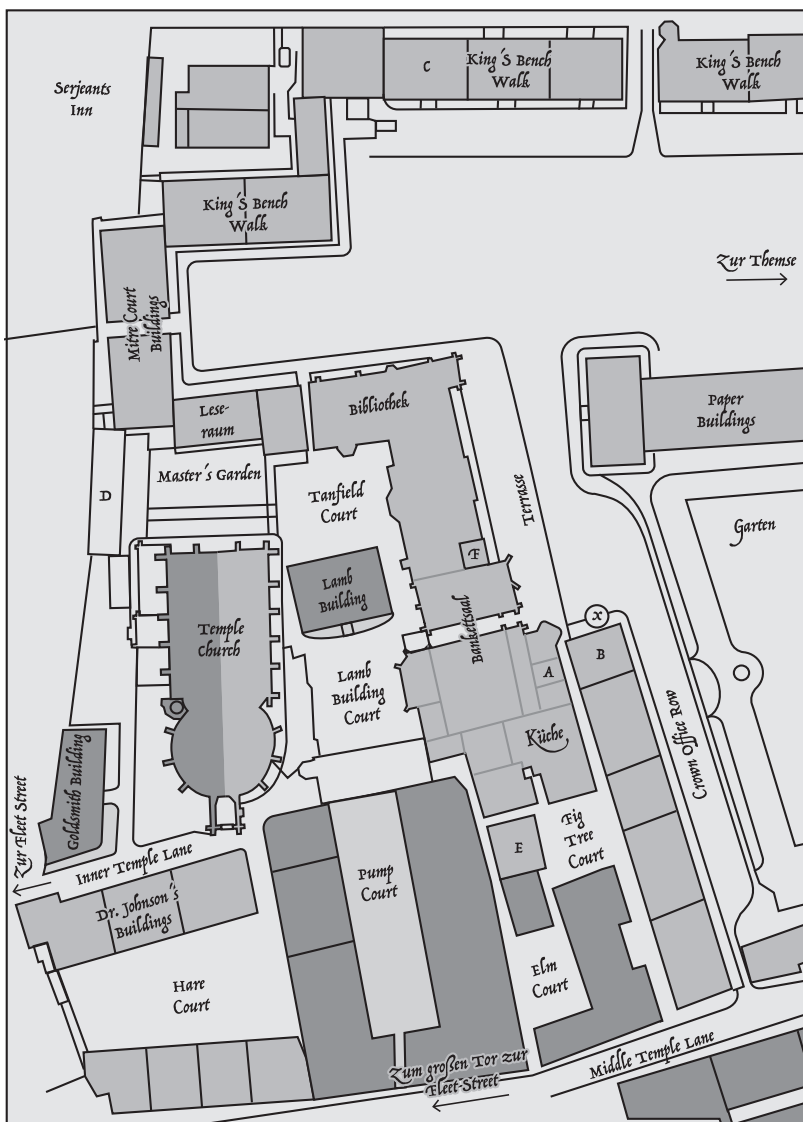 Serjeants
Inn
C
King´S Bench
Walk
King´S Bench
Walk
King´S Bench
Walk
Zur Themse
Mitre Court
Buildings
Lese-
raum
Bibliothek
Paper
Buildings
D
Master´s Garden
Tanfield
Court
Terrasse
Garten
F
Lamb
Building
Temple
Church
Bankettsaal
x
B
A
Lamb
Building
Court
Küche
Crown Office Row
Goldsmith Building
Zur Fleet Street
Fig
Tree
Court
E
Inner Temple Lane
Pump
Court
Dr. Johnson´s
Buildings
Elm
Court
Hare
Court
Middle Temple Lane
Zum großen Tor zur
Fleet Street